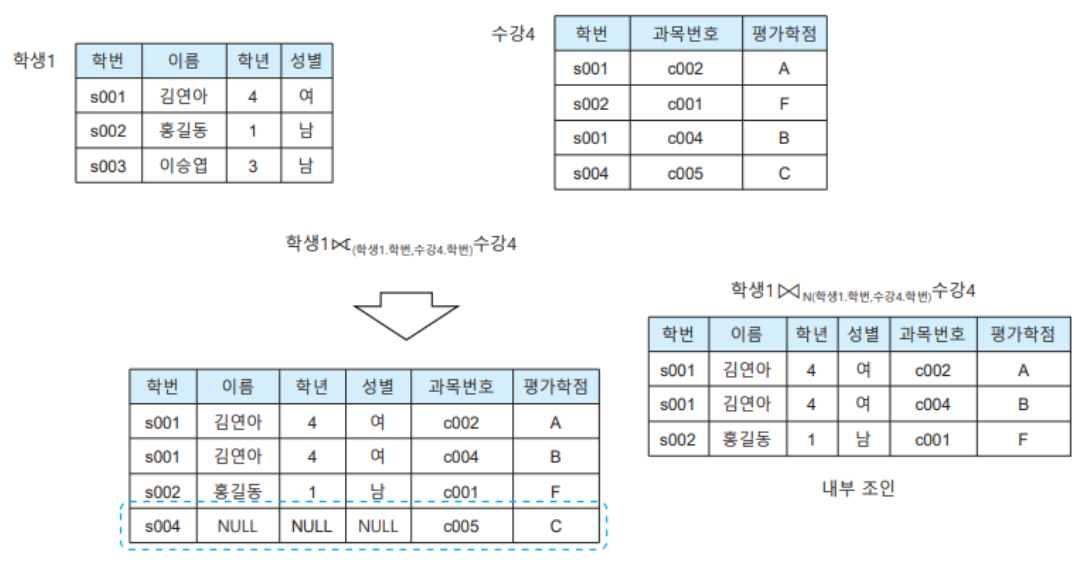 학생1
학번 이름 학년 성별
s001 김연아 4 여
s002 홍길동 1 남
s003 이승엽 3 남
수강4
학번 과목번호 평가학점
s001 c002 A
s002 c001 F
s001 c004 B
s004 c005 C
학생1⟖(학생1.학번,수강4.학번)수강4
학번 이름 학년 성별 과목번호 평가학점
s001 김연아 4 여 c002 A
s001 김연아 4 여 c004 B
s002 홍길동 1 남 c001 F
s004 NULL NULL NULL c005 C
학생1⋈N(학생1.학번,수강4.학번)수강4
학번 이름 학년 성별 과목번호 평가학점
s001 김연아 4 여 c002 A
s001 김연아 4 여 c004 B
s002 홍길동 1 남 c001 F
내부 조인